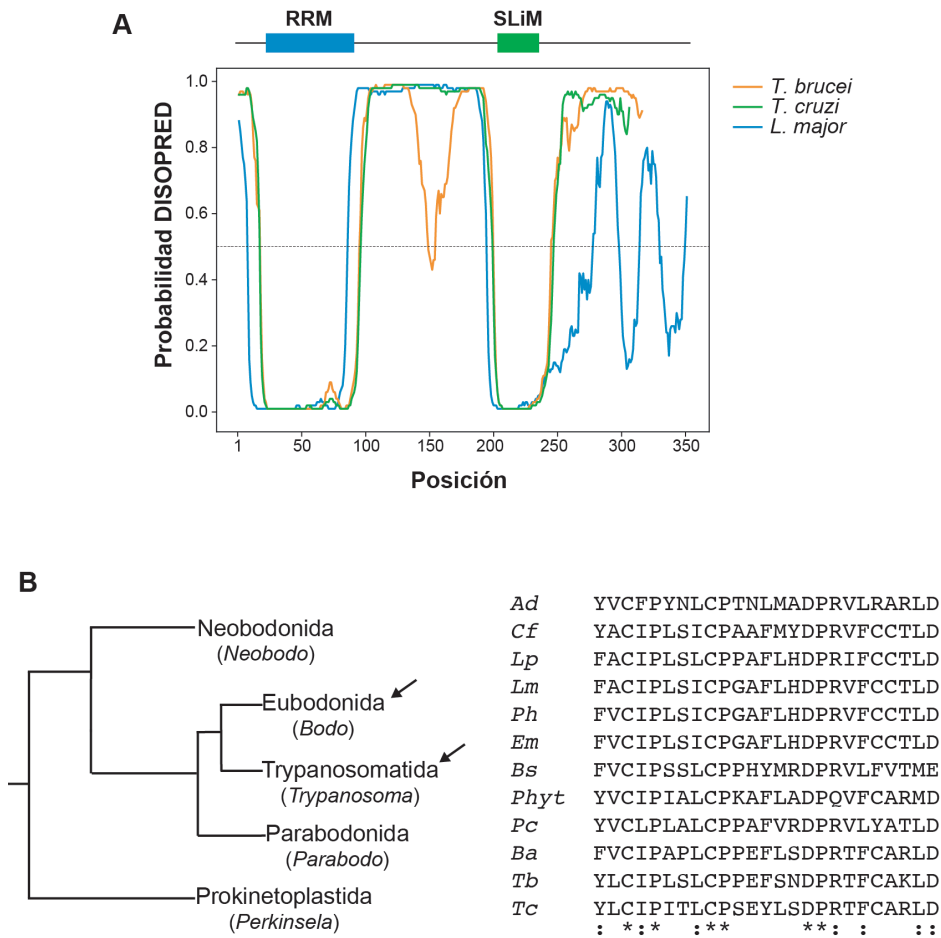 A
RRM SLiM
T. brucei
T. cruzi
L. major
Probabilidad DISOPRED
1.0
0.8
0.6
0.4
0.2
0.0
1 50 100 150 200 250 300 350
Posición
B
Neobodonida
(Neobodo)
Eubodonida
(Bodo)
Trypanosomatida
(Trypanosoma)
Parabodonida
(Parabodo)
Prokinetoplastida
(Perkinsela)
Ad YVCFPYNLCPTNLMADPRVLRARLD
Cf YACIPLSICPAAFMYDPRVFCCTLD
Lp FACIPLSLCPPAFLHDPRIFCCTLD
Lm FACIPLSICPGAFLHDPRVFCCTLD
Ph FVCIPLSICPGAFLHDPRVFCCTLD
Em FVCIPLSICPGAFLHDPRVFCCTLD
Bs FVCIPSSLCPPHYMRDPRVLFVTME
Phyt YVCIPIALCPKAFLADPQVFCARMD
Pc YVCLPLALCPPAFVRDPRVLYATLD
Ba FVCIPAPLCPPEFLSDPRTFCARLD
Tb YLCIPLSLCPPEFSNDPRTFCAKLD
Tc YLCIPITLCPSEYLSDPRTFCARLD
: *:* :** **: : ::